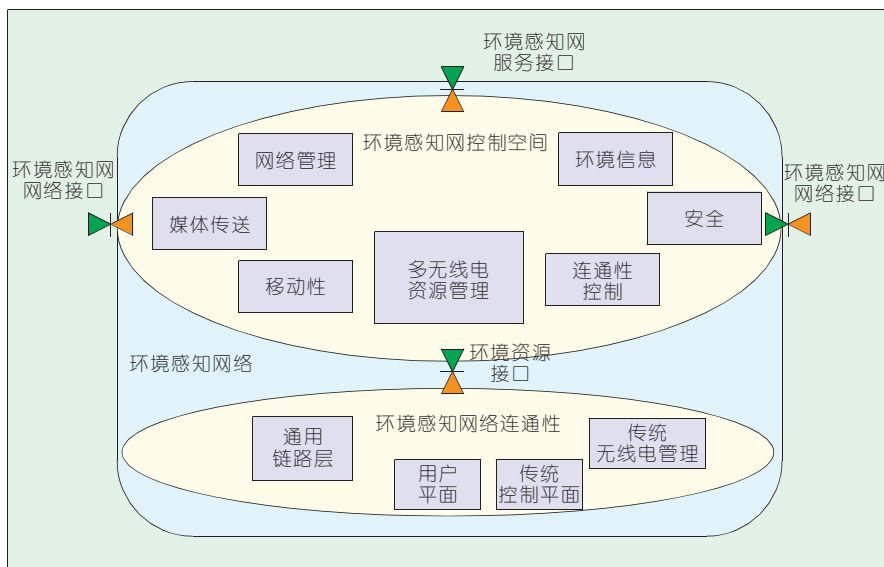 环境感知网
服务接口
环境感知网控制空间
网络管理
环境信息
环境感知网
网络接口
环境感知网
网络接口
媒体传送
安全
多无线电
资源管理
移动性
连通性
控制
环境资源
接口
环境感知网络
环境感知网络连通性
通用
链路层
传统
无线电管理
用户
平面
传统
控制平面